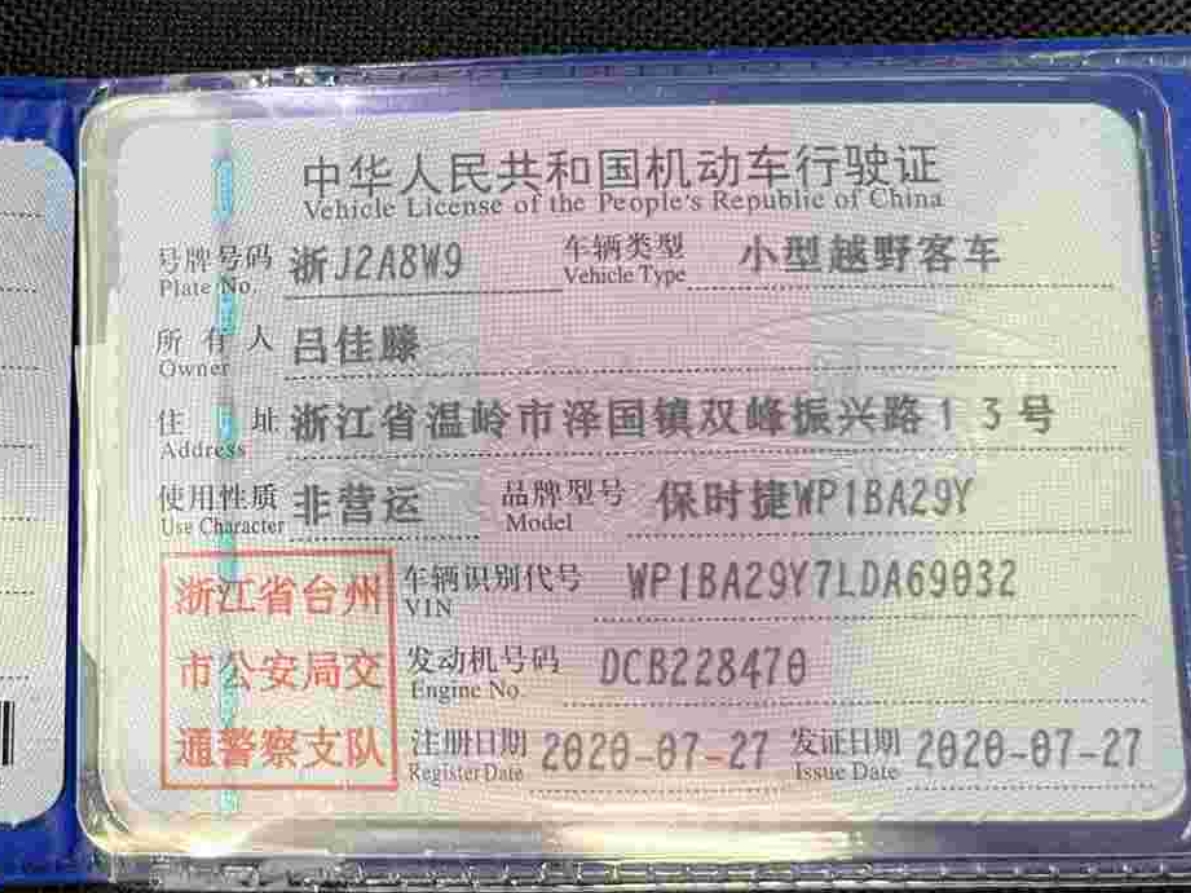 中华人民共和国机动车行驶证
Vehicle License of the People's Republic of China
号牌号码 浙J2A8W9 车辆类型 小型越野客车
Plate No. Vehicle Type
所有人 吕佳滕
Owner
住址 浙江省温岭市泽国镇双峰振兴路13号
Address
使用性质 非营运 品牌型号 保时捷WP1BA29Y
Use Character Model
浙江省台州 车辆识别代号 WP1BA29Y7LDA69032
VIN
市公安局交 发动机号码 DCB228470
Engine No.
通警察支队 注册日期 2020-07-27 发证日期 2020-07-27
Register Date Issue Date